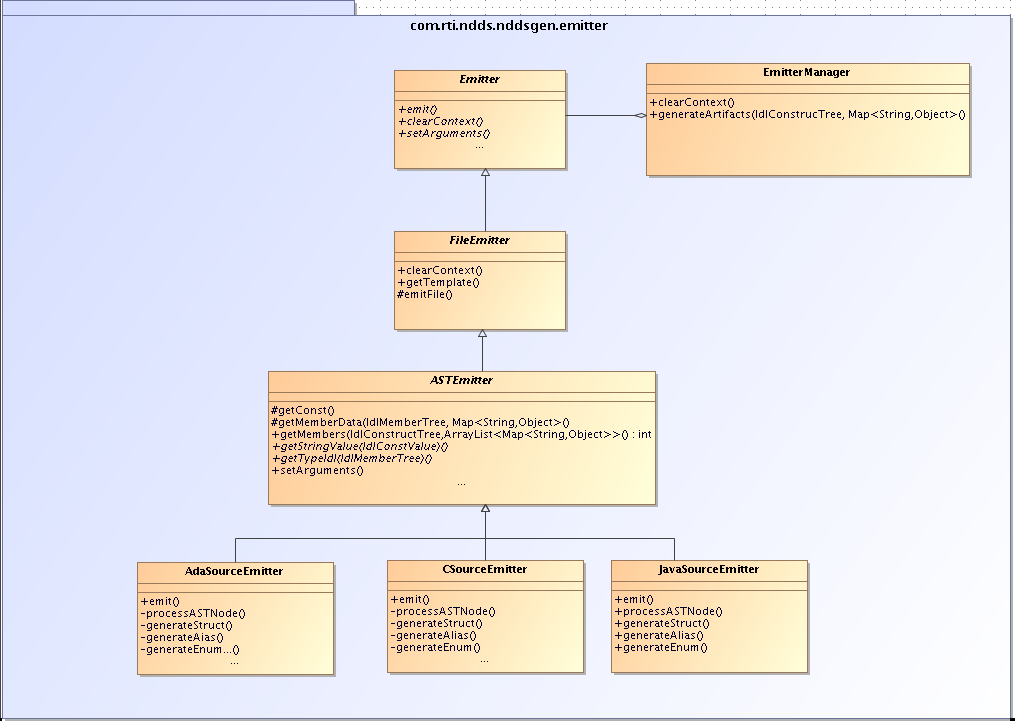 com.rti.ndds.nddsgen.emitter
Emitter
+emit()
+clearContext()
+setArguments()
...
EmitterManager
+clearContext()
+generateArtifacts(IdlConstrucTree, Map<String,Object>()
FileEmitter
+clearContext()
+getTemplate()
#emitFile()
ASTEmitter
#getConst()
#getMemberData(IdlMemberTree, Map<String,Object>()
+getMembers(IdlConstructTree,ArrayList<Map<String,Object>>() : int
+getStringValue(IdlConstValue)()
+getTypeIdl(IdlMemberTree)()
+setArguments()
...
AdaSourceEmitter
+emit()
-processASTNode()
-generateStruct()
-generateAias()
-generateEnum...()
...
CSourceEmitter
+emit()
-processASTNode()
-generateStruct()
-generateAlias()
-generateEnum()
...
JavaSourceEmitter
+emit()
+processASTNode()
+generateStruct()
+generateAlias()
+generateEnum()